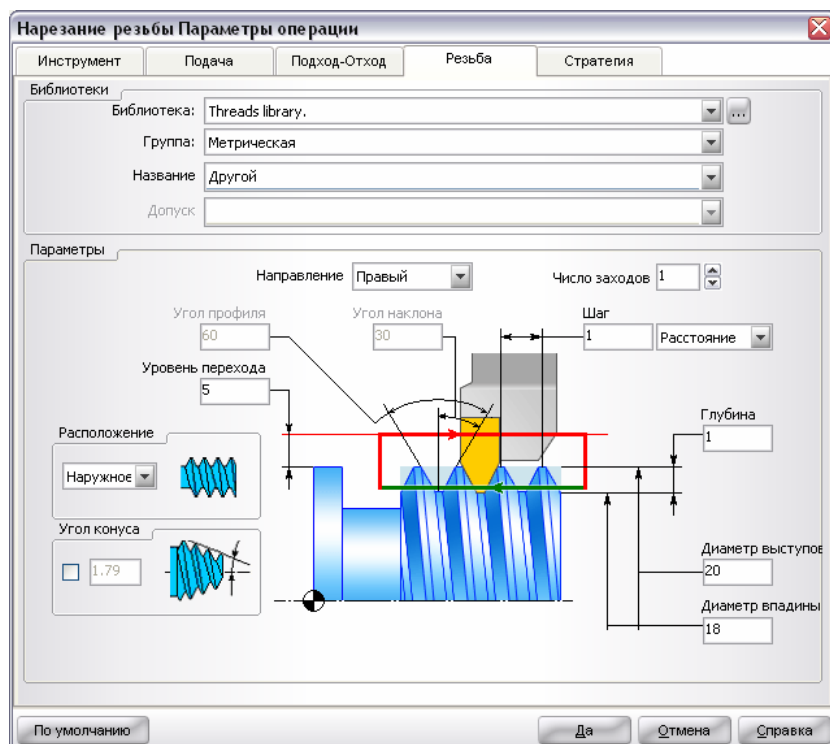 Нарезание резьбы Параметры операции
Инструмент Подача Подход-Отход Резьба Стратегия
Библиотеки
Библиотека: Threads library. ...
Группа: Метрическая
Название Другой
Допуск
Параметры
Направление Правый Число заходов 1
Угол профиля Угол наклона Шаг
60 30 1 Расстояние
Уровень перехода
5
Глубина
1
Расположение
Наружное
Угол конуса
1.79
Диаметр выступов
20
Диаметр впадины
18
По умолчанию Да Отмена Справка